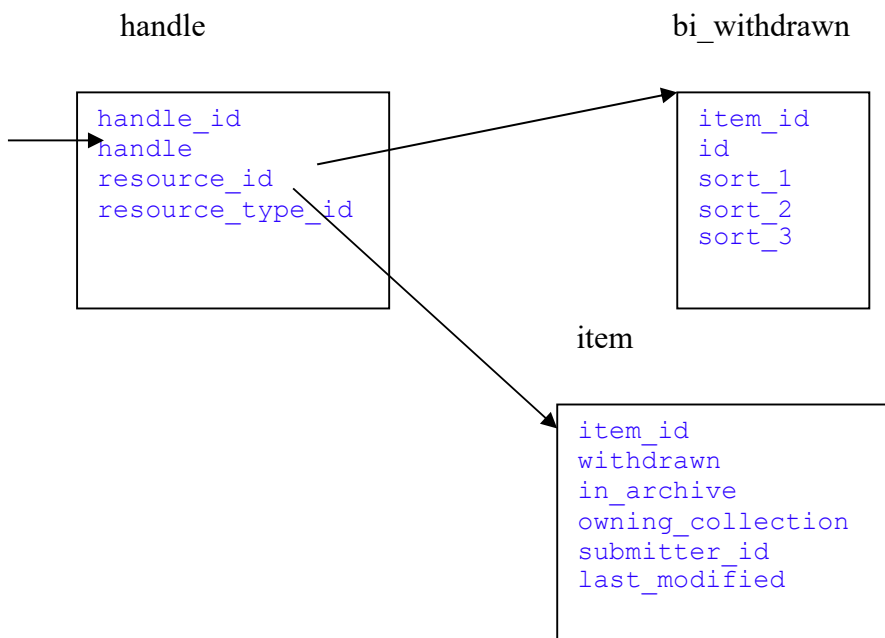 handle
handle_id
handle
resource_id
resource_type_id
bi_withdrawn
item_id
id
sort_1
sort_2
sort_3
item
item_id
withdrawn
in_archive
owning_collection
submitter_id
last_modified